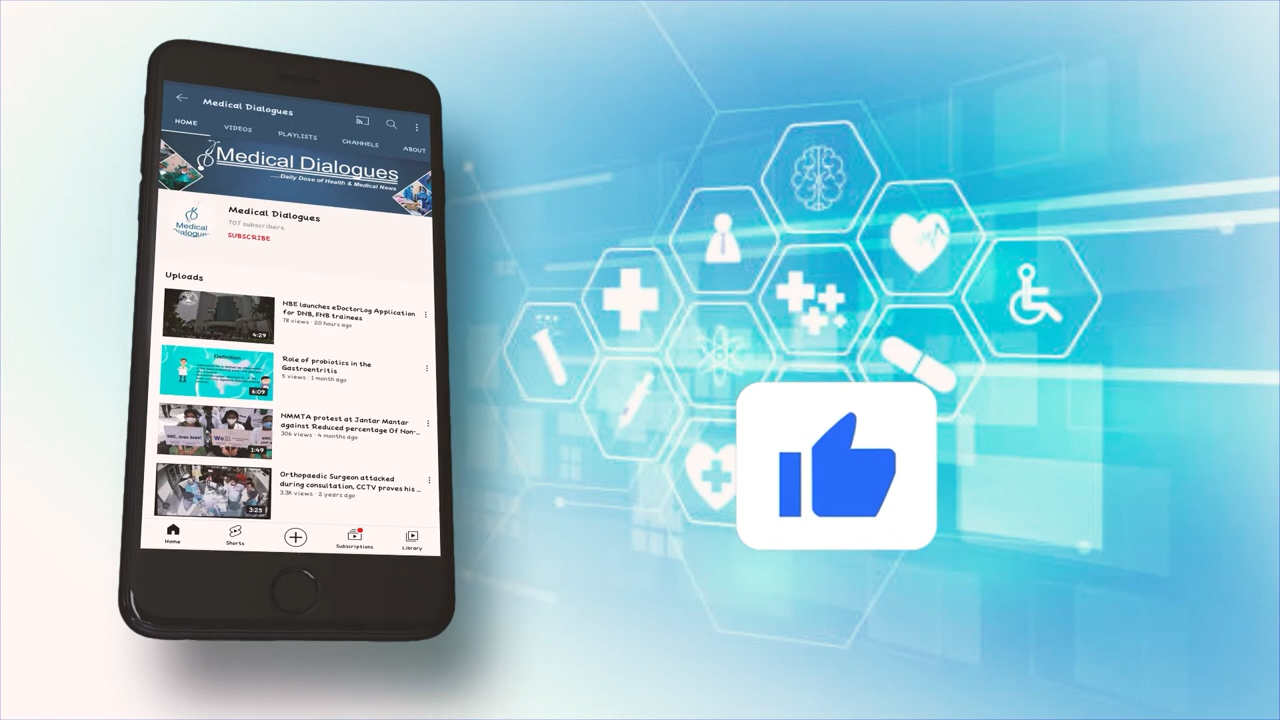 Medical Dialogues
HOME VIDEOS PLAYLISTS CHANNELS ABOUT
Medical Dialogues
....Daily Dose of Health & Medical News
Medical Dialogues
707 subscribers
SUBSCRIBE
Medical
Uploads
NBE launches eDoctorLog Application
for DNB, FNB trainees
78 views · 20 hours ago
4:29
'Role of probiotics in the
Gastroentritis
5 views · 1 month ago
Definition
6:09
NMMTA protest at Jantar Mantar
against 'Reduced percentage Of Non-...
306 views · 4 months ago
1:49
Orthopaedic Surgeon attacked
during consultation, CCTV proves his ...
3.3K views · 2 years ago
3:25
Home Shorts Subscriptions Library